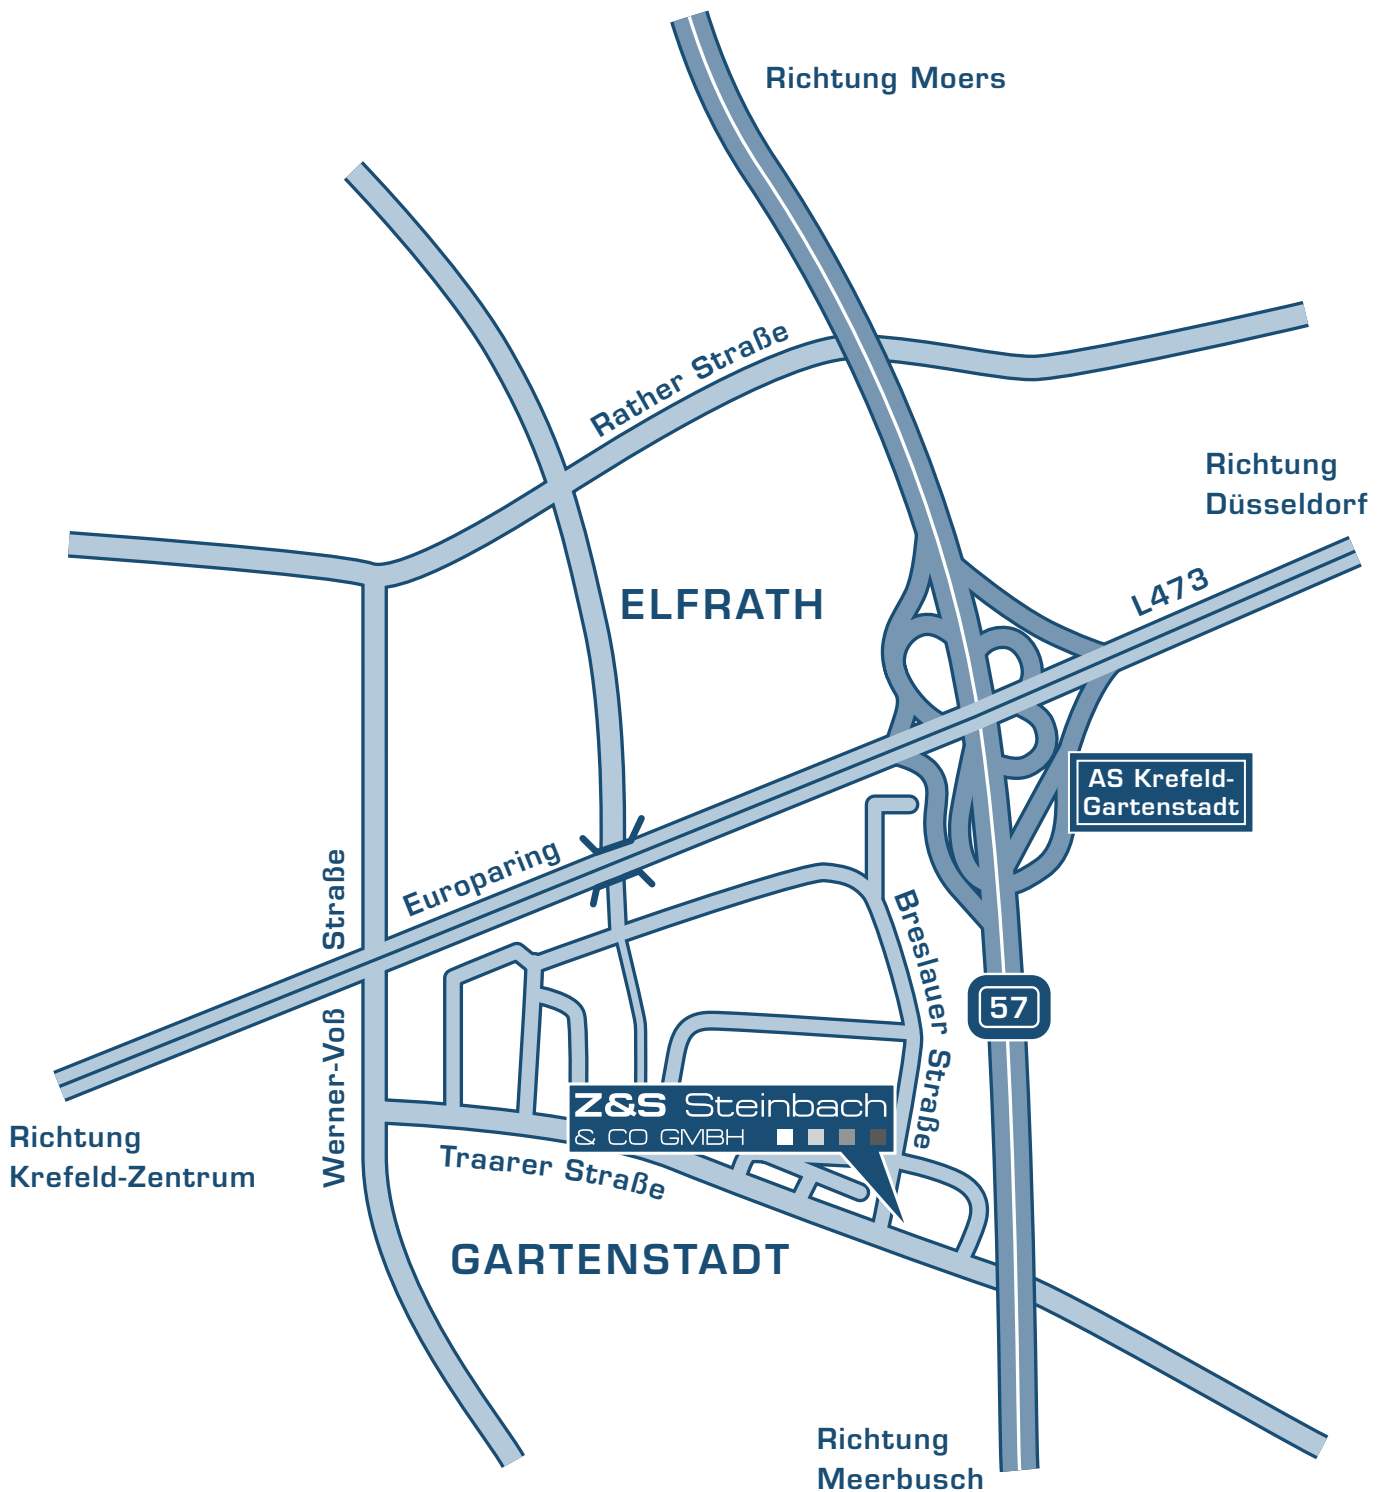 Richtung Moers
Rather Straße
Richtung
Düsseldorf
L473
ELFRATH
AS Krefeld-
Gartenstadt
Europaring
Werner-Voß Straße
Breslauer Straße
57
Z&S Steinbach
& CO GMBH
Richtung
Krefeld-Zentrum
Traarer Straße
GARTENSTADT
Richtung
Meerbusch